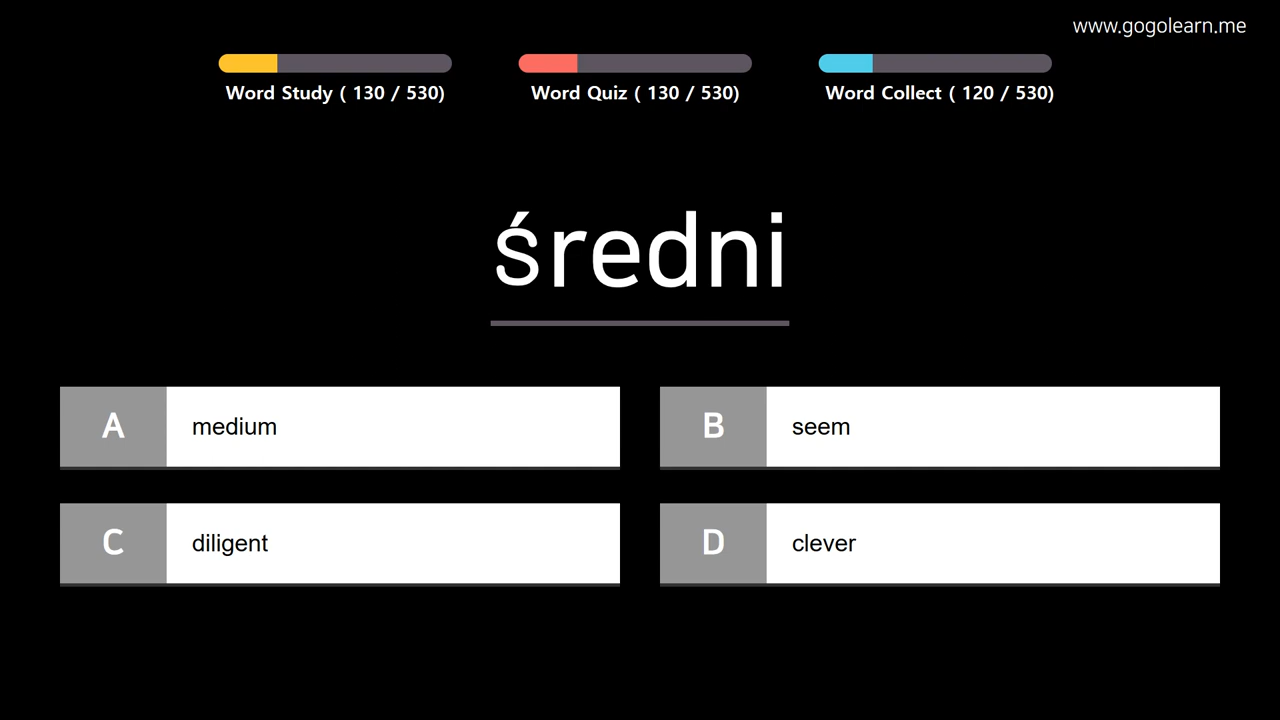 www.gogolearn.me
Word Study ( 130 / 530)
Word Quiz ( 130 / 530)
Word Collect ( 120 / 530)
średni
A medium
B seem
C diligent
D clever